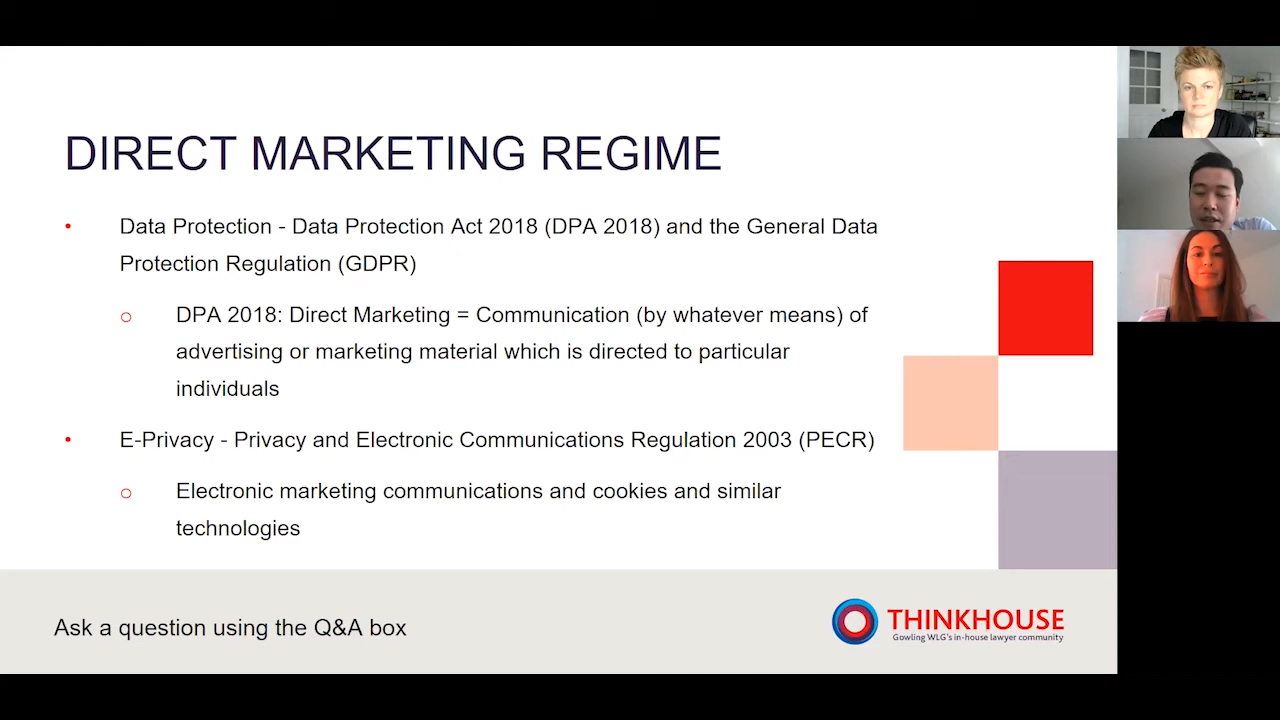 DIRECT MARKETING REGIME
• Data Protection - Data Protection Act 2018 (DPA 2018) and the General Data
Protection Regulation (GDPR)
o DPA 2018: Direct Marketing = Communication (by whatever means) of
advertising or marketing material which is directed to particular
individuals
• E-Privacy - Privacy and Electronic Communications Regulation 2003 (PECR)
o Electronic marketing communications and cookies and similar
technologies
Ask a question using the Q&A box
THINKHOUSE
Gowling WLG's in-house lawyer community